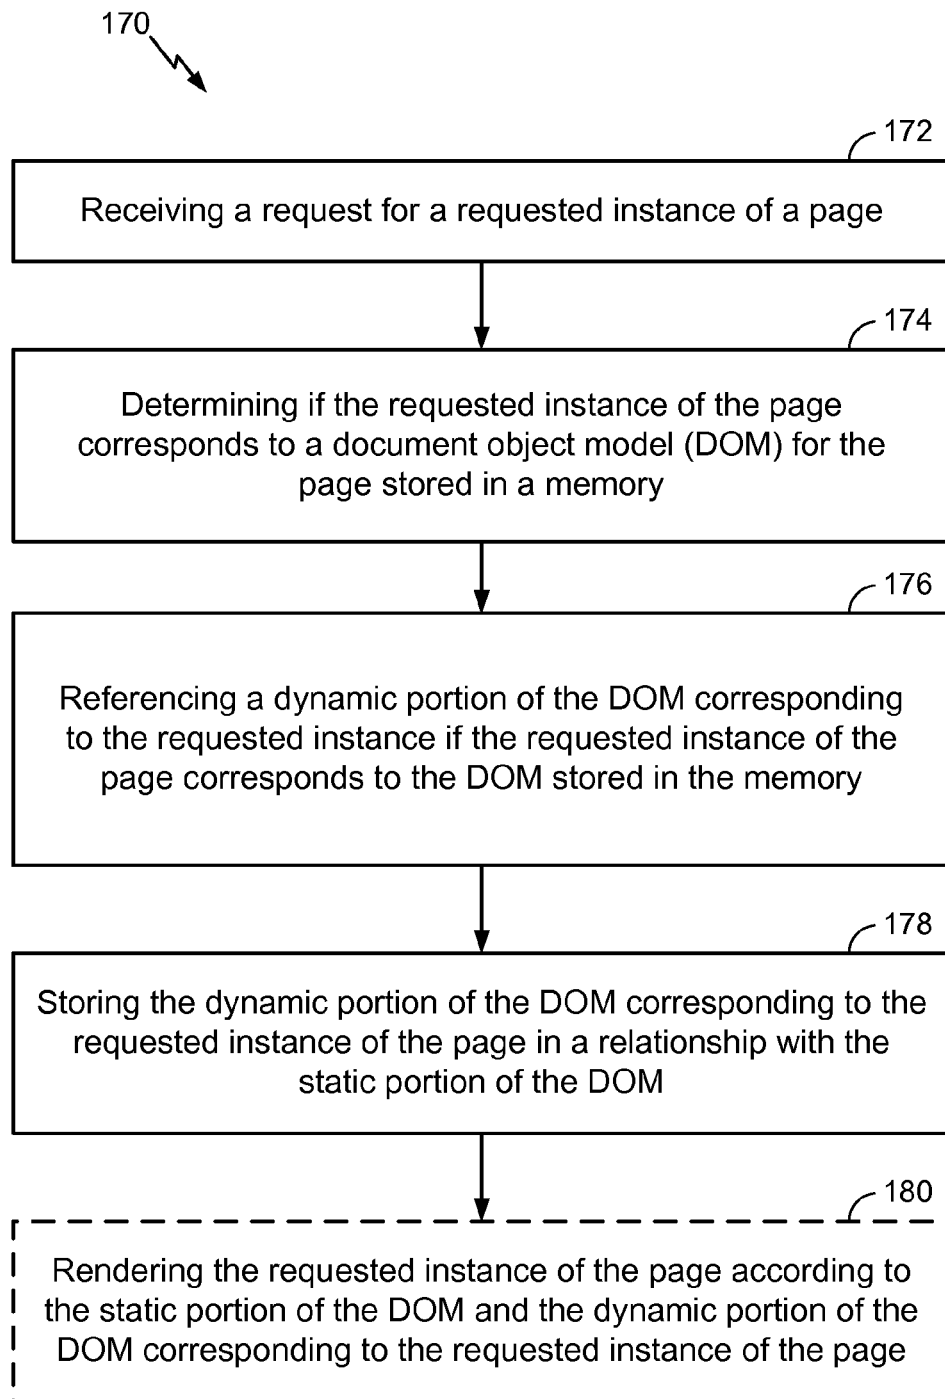 170
172
Receiving a request for a requested instance of a page
174
Determining if the requested instance of the page
corresponds to a document object model (DOM) for the
page stored in a memory
176
Referencing a dynamic portion of the DOM corresponding
to the requested instance if the requested instance of the
page corresponds to the DOM stored in the memory
178
Storing the dynamic portion of the DOM corresponding to the
requested instance of the page in a relationship with the
static portion of the DOM
180
Rendering the requested instance of the page according to
the static portion of the DOM and the dynamic portion of the
DOM corresponding to the requested instance of the page